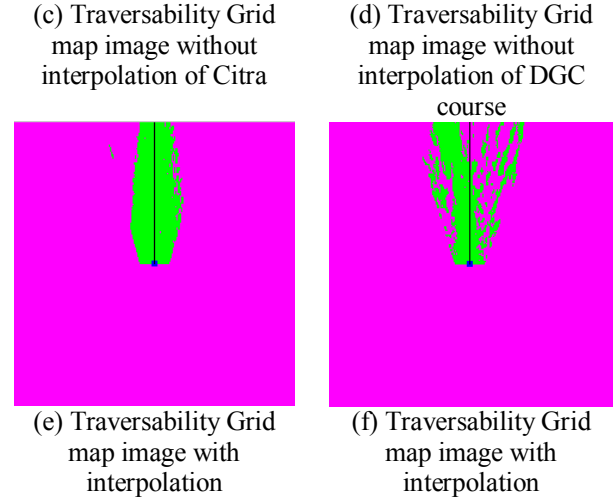 (c) Traversability Grid
map image without
interpolation of Citra
(d) Traversability Grid
map image without
interpolation of DGC
course
(e) Traversability Grid
map image with
interpolation
(f) Traversability Grid
map image with
interpolation